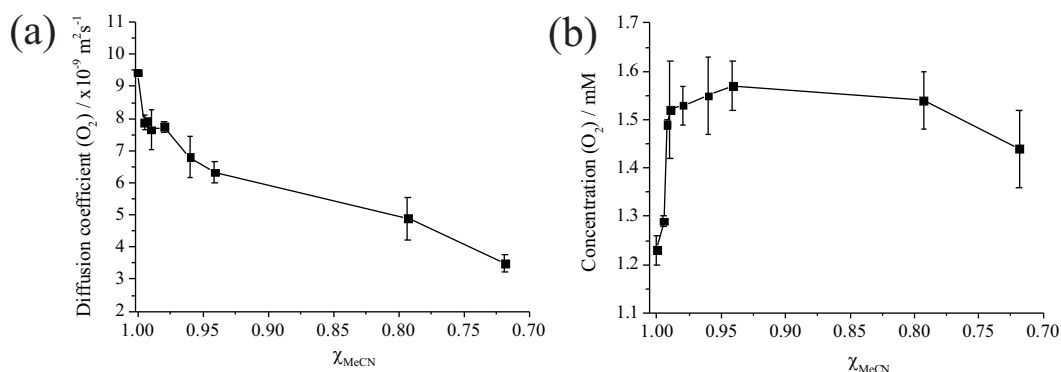 (a)
Diffusion coefficient (O₂) / x10⁻⁹ m²s⁻¹
11
10
9
8
7
6
5
4
3
2
1.00 0.95 0.90 0.85 0.80 0.75 0.70
χMeCN
(b)
Concentration (O₂) / mM
1.7
1.6
1.5
1.4
1.3
1.2
1.1
1.00 0.95 0.90 0.85 0.80 0.75 0.70
χMeCN